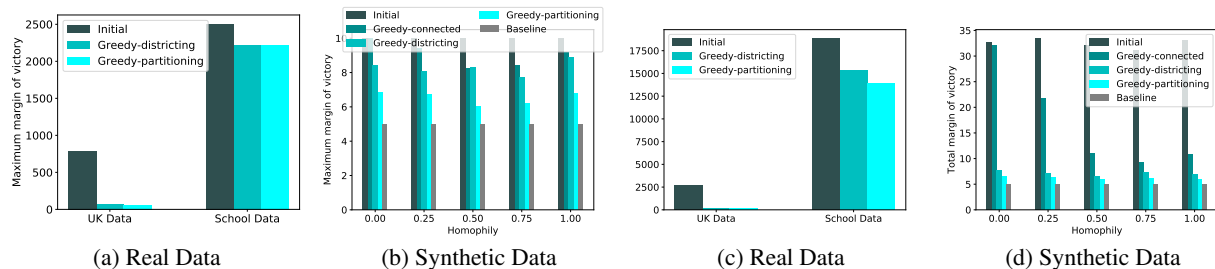 Maximum margin of victory
2500
2000
1500
1000
500
0
Initial
Greedy-districting
Greedy-partitioning
UK Data
School Data
(a) Real Data
Maximum margin of victory
10
8
6
4
2
0
Initial
Greedy-connected
Greedy-districting
Greedy-partitioning
Baseline
0.00 0.25 0.50 0.75 1.00
Homophily
(b) Synthetic Data
17500
15000
12500
10000
7500
5000
2500
0
Initial
Greedy-districting
Greedy-partitioning
UK Data
School Data
(c) Real Data
Total margin of victory
35
30
25
20
15
10
5
0
Initial
Greedy-connected
Greedy-districting
Greedy-partitioning
Baseline
0.00 0.25 0.50 0.75 1.00
Homophily
(d) Synthetic Data